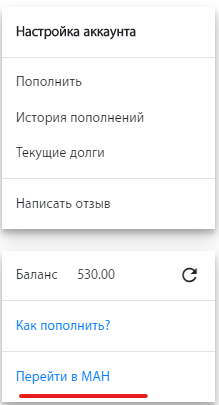 Настройка аккаунта
Пополнить
История пополнений
Текущие долги
Написать отзыв
Баланс 530.00
Как пополнить?
Перейти в МАН